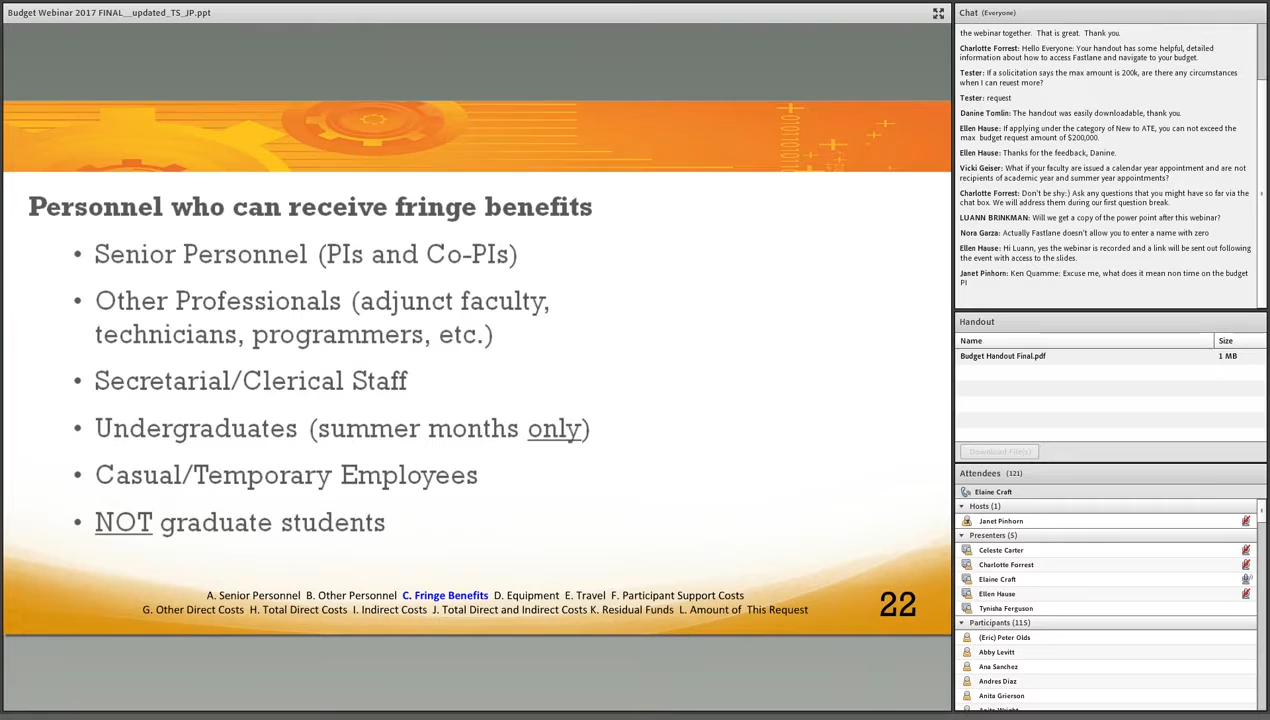 Budget Webinar 2017 FINAL__updated_TS_JP.ppt
Personnel who can receive fringe benefits
• Senior Personnel (PIs and Co-PIs)
• Other Professionals (adjunct faculty,
technicians, programmers, etc.)
• Secretarial/Clerical Staff
• Undergraduates (summer months only)
• Casual/Temporary Employees
• NOT graduate students
A. Senior Personnel B. Other Personnel C. Fringe Benefits D. Equipment E. Travel F. Participant Support Costs
G. Other Direct Costs H. Total Direct Costs I. Indirect Costs J. Total Direct and Indirect Costs K. Residual Funds L. Amount of This Request
22
Chat (Everyone)
the webinar together. That is great. Thank you.
Charlotte Forrest: Hello Everyone: Your handout has some helpful, detailed
information about how to access Fastlane and navigate to your budget.
Tester: If a solicitation says the max amount is 200k, are there any circumstances
when I can reuest more?
Tester: request
Danine Tomlin: The handout was easily downloadable, thank you.
Ellen Hause: If applying under the category of New to ATE, you can not exceed the
max budget request amount of $200,000.
Ellen Hause: Thanks for the feedback, Danine.
Vicki Geiser: What if your faculty are issued a calendar year appointment and are not
recipients of academic year and summer year appointments?
Charlotte Forrest: Don't be shy:) Ask any questions that you might have so far via the
chat box. We will address them during our first question break.
LUANN BRINKMAN: Will we get a copy of the power point after this webinar?
Nora Garza: Actually Fastlane doesn't allow you to enter a name with zero
Ellen Hause: Hi Luann, yes the webinar is recorded and a link will be sent out following
the event with access to the slides.
Janet Pinhorn: Ken Quamme: Excuse me, what does it mean non time on the budget
PI
Handout
Name Size
Budget Handout Final.pdf 1 MB
Download File(s)
Attendees (121)
Elaine Craft
Hosts (1)
Janet Pinhorn
Presenters (5)
Celeste Carter
Charlotte Forrest
Elaine Craft
Ellen Hause
Tynisha Ferguson
Participants (115)
(Eric) Peter Olds
Abby Levitt
Ana Sanchez
Andres Diaz
Anita Grierson